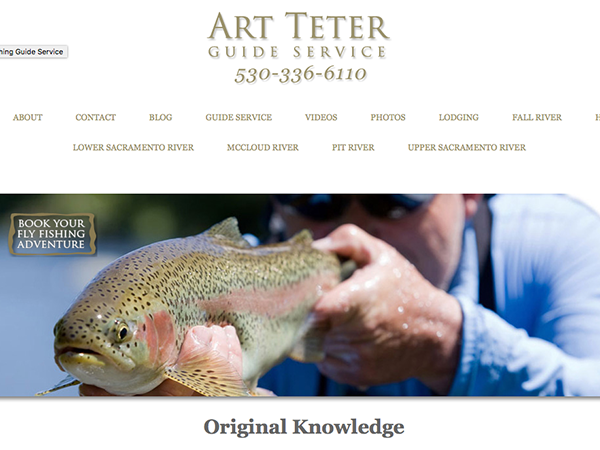 ART TETER
GUIDE SERVICE
530-336-6110
hing Guide Service
ABOUT CONTACT BLOG GUIDE SERVICE VIDEOS PHOTOS LODGING FALL RIVER H
LOWER SACRAMENTO RIVER MCCLOUD RIVER PIT RIVER UPPER SACRAMENTO RIVER
BOOK YOUR
FLY FISHING
ADVENTURE
Original Knowledge